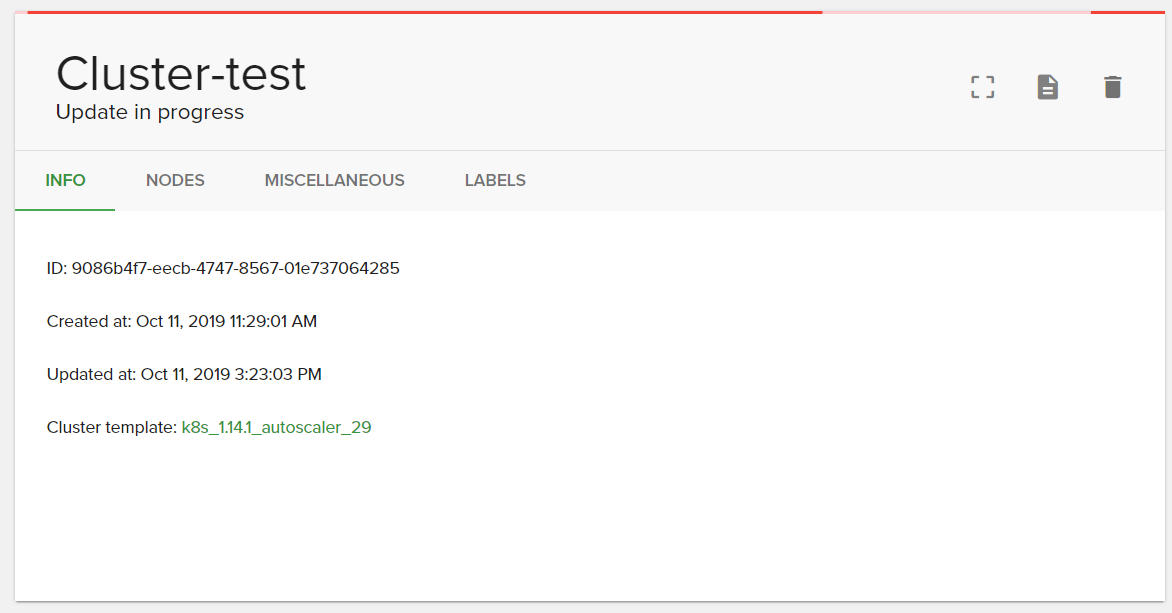 Cluster-test
Update in progress
INFO NODES MISCELLANEOUS LABELS
ID: 9086b4f7-eecb-4747-8567-01e737064285
Created at: Oct 11, 2019 11:29:01 AM
Updated at: Oct 11, 2019 3:23:03 PM
Cluster template: k8s_1.14.1_autoscaler_29